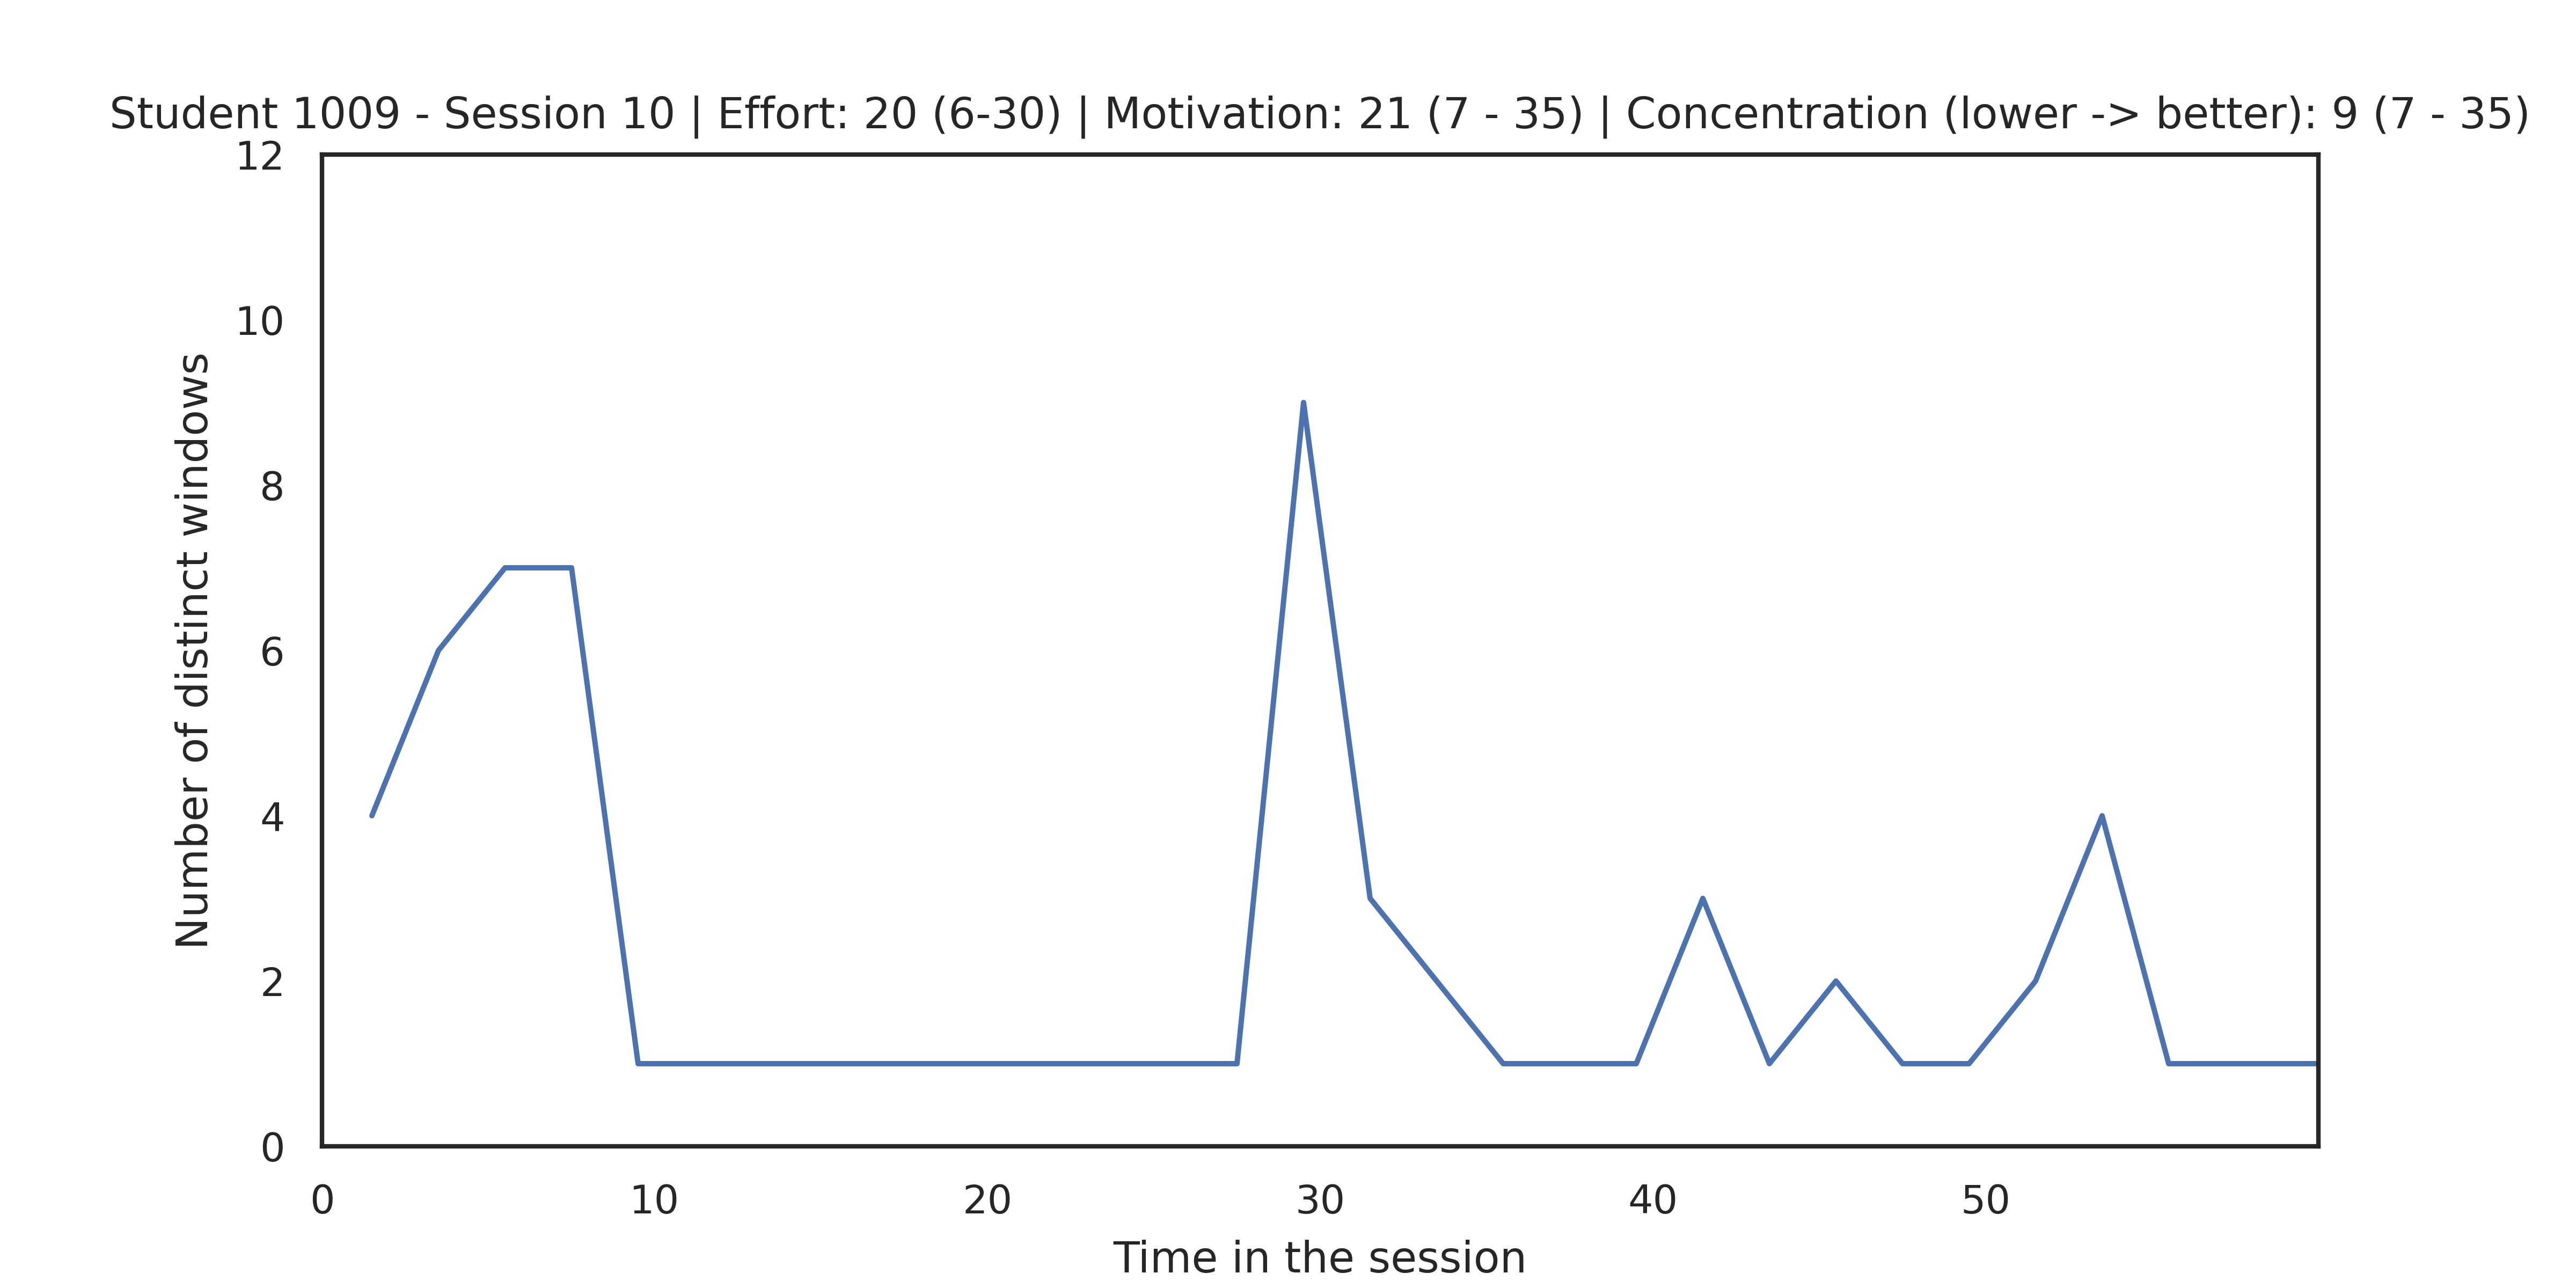 Student 1009 - Session 10 | Effort: 20 (6-30) | Motivation: 21 (7 - 35) | Concentration (lower -> better): 9 (7 - 35)
12
10
8
6
4
2
0
Number of distinct windows
0 10 20 30 40 50
Time in the session